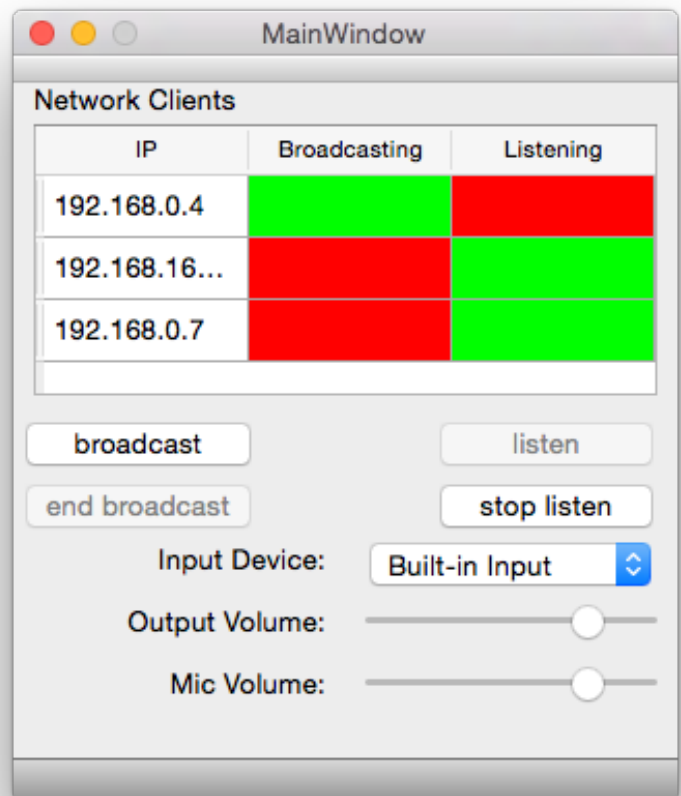 MainWindow
Network Clients
IP Broadcasting Listening
192.168.0.4
192.168.16...
192.168.0.7
broadcast listen
end broadcast stop listen
Input Device: Built-in Input
Output Volume:
Mic Volume: